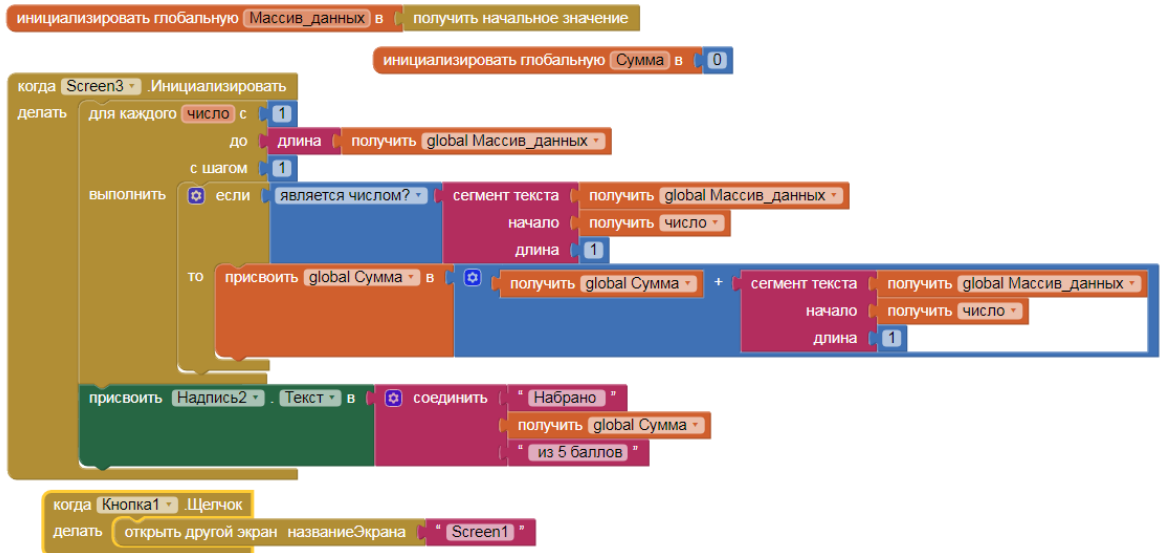 инициализировать глобальную Массив_данных в получить начальное значение
инициализировать глобальную Сумма в 0
когда Screen3 .Инициализировать
делать для каждого число с 1
до длина получить global Массив_данных
с шагом 1
выполнить если является числом? сегмент текста получить global Массив_данных
начало получить число
длина 1
то присвоить global Сумма в получить global Сумма + сегмент текста получить global Массив_данных
начало получить число
длина 1
присвоить Надпись2 . Текст в соединить " Набрано "
получить global Сумма
" из 5 баллов "
когда Кнопка1 .Щелчок
делать открыть другой экран названиеЭкрана " Screen1 "